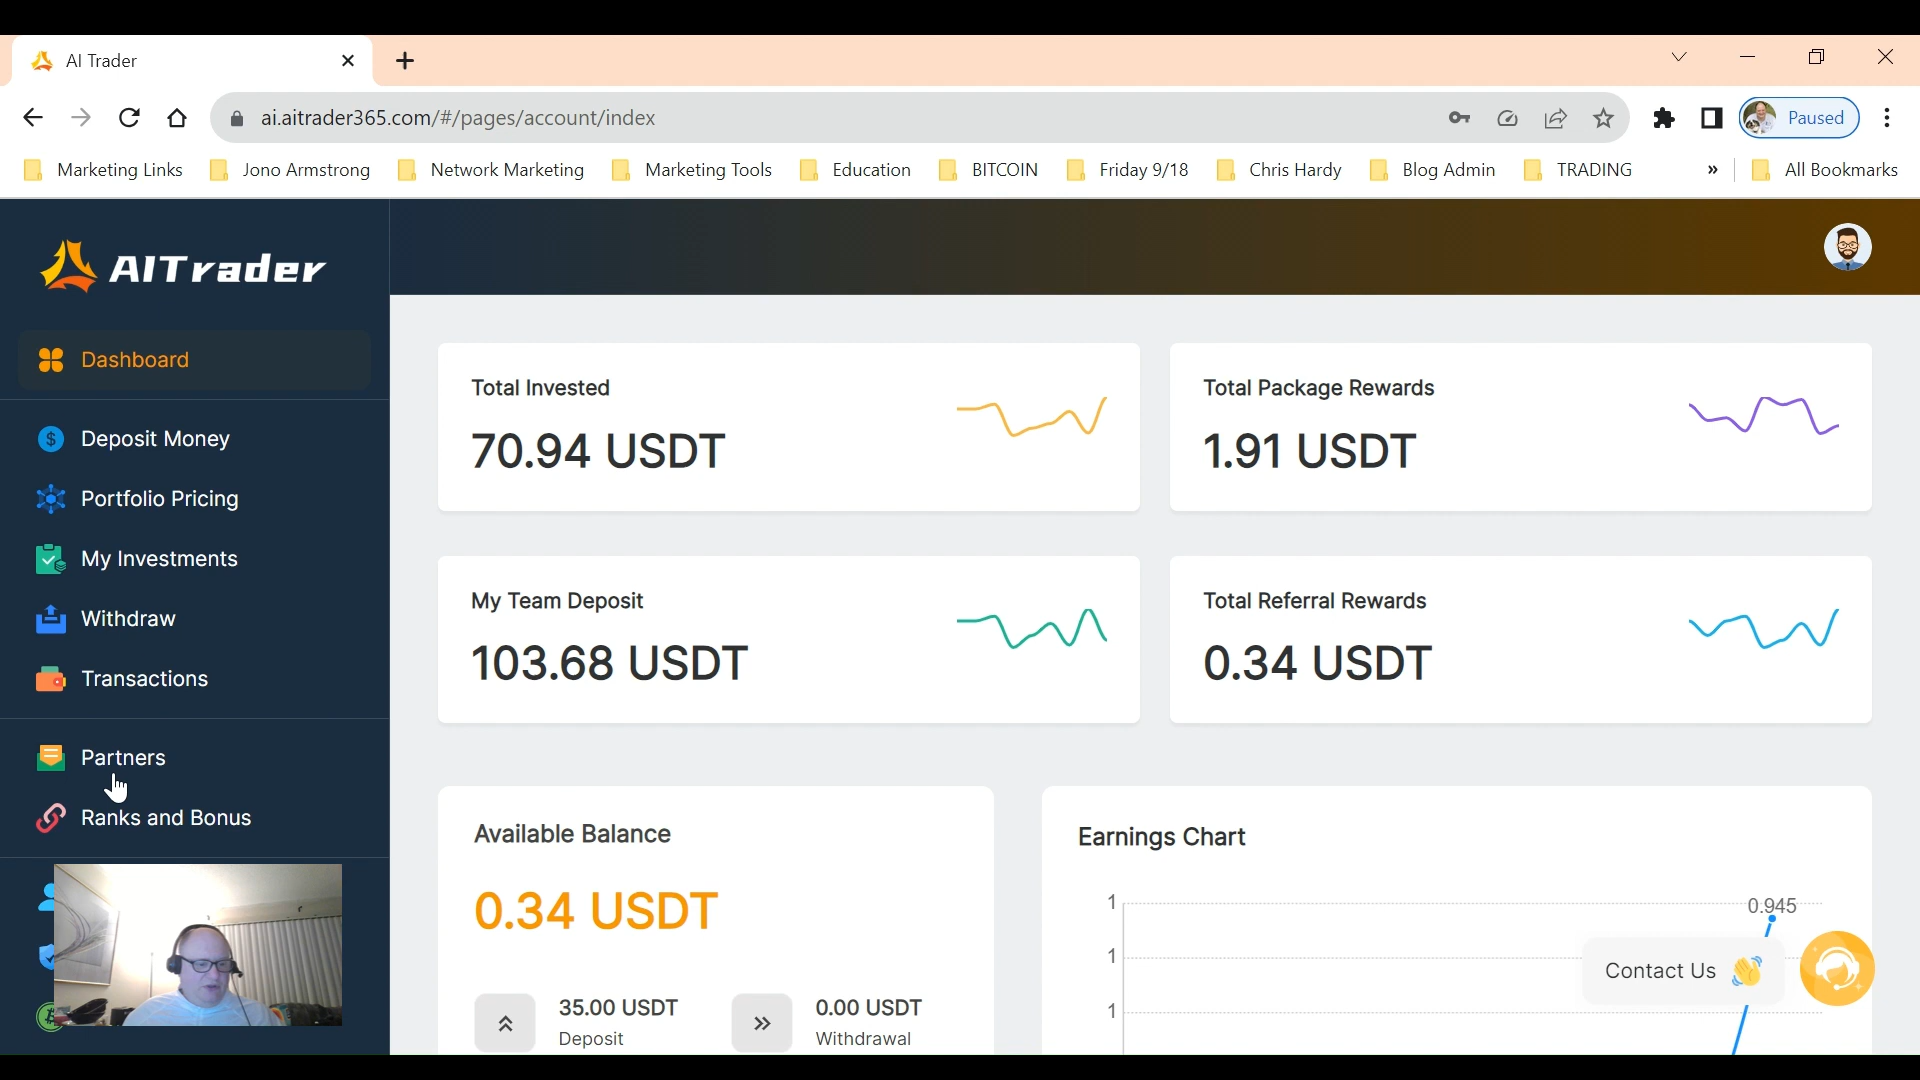 AI Trader
ai.aitrader365.com/#/pages/account/index
Paused
Marketing Links
Jono Armstrong
Network Marketing
Marketing Tools
Education
BITCOIN
Friday 9/18
Chris Hardy
Blog Admin
TRADING
»
All Bookmarks
AITrader
Dashboard
Deposit Money
Portfolio Pricing
My Investments
Withdraw
Transactions
Partners
Ranks and Bonus
Total Invested
70.94 USDT
Total Package Rewards
1.91 USDT
My Team Deposit
103.68 USDT
Total Referral Rewards
0.34 USDT
Available Balance
0.34 USDT
35.00 USDT
Deposit
0.00 USDT
Withdrawal
Earnings Chart
1
0.945
1
1
Contact Us